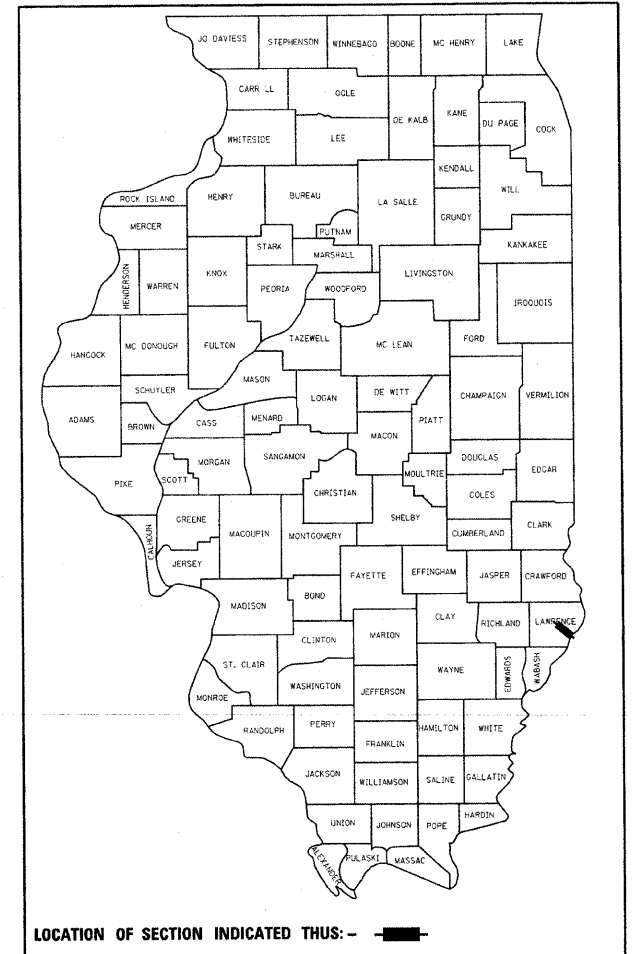 JO DAVIESS STEPHENSON WINNEBAGO BOONE MC HENRY LAKE
CARR LL OGLE
DE KALB KANE DU PAGE COCK
WHITESIDE LEE
KENDALL
ROCK ISLAND HENRY BUREAU LA SALLE GRUNDY WILL
MERCER PUTNAM
STARK MARSHALL KANKAKEE
HENDERSON WARREN KNOX PEORIA WOODFORD LIVINGSTON
IROQUOIS
HANCOCK MC DONOUGH FULTON TAZEWELL MC LEAN FORD
SCHUYLER MASON LOGAN DE WITT CHAMPAIGN VERMILION
ADAMS BROWN CASS MENARD MACON PIATT
PIKE SCOTT MORGAN SANGAMON MOULTRIE DOUGLAS EDGAR
CHRISTIAN COLES
CALHOUN GREENE MACOUPIN MONTGOMERY SHELBY CUMBERLAND CLARK
JERSEY FAYETTE EFFINGHAM JASPER CRAWFORD
MADISON BOND
CLAY RICHLAND LAWRENCE
CLINTON MARION
ST. CLAIR WAYNE EDWARDS WABASH
MONROE WASHINGTON JEFFERSON
RANDOLPH PERRY HAMILTON WHITE
FRANKLIN
JACKSON WILLIAMSON SALINE GALLATIN
UNION JOHNSON POPE HARDIN
ALEXANDER PULASKI MASSAC
LOCATION OF SECTION INDICATED THUS: -